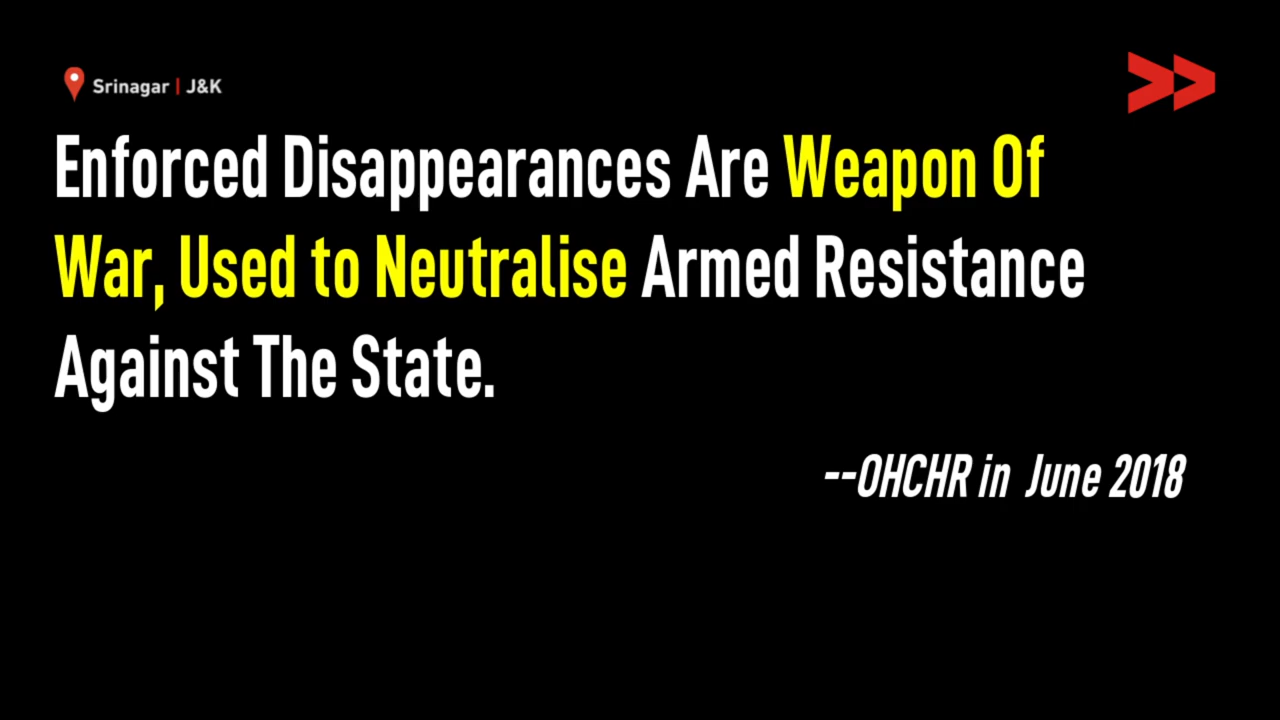 Srinagar | J&K
Enforced Disappearances Are Weapon Of
War, Used to Neutralise Armed Resistance
Against The State.
--OHCHR in June 2018